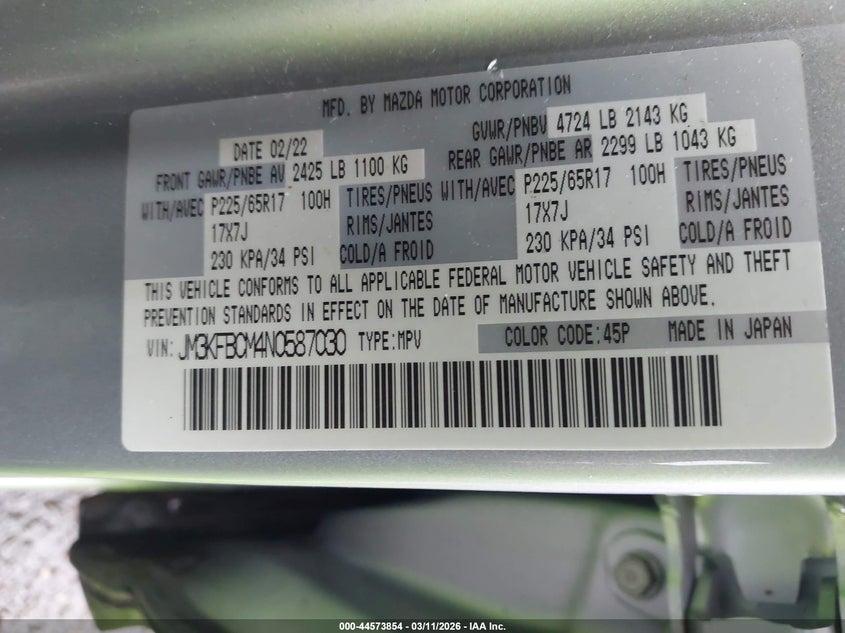 MFD. BY MAZDA MOTOR CORPORATION
DATE 02/22
GVWR/PNBV 4724 LB 2143 KG
FRONT GAWR/PNBE AV 2425 LB 1100 KG
REAR GAWR/PNBE AR 2299 LB 1043 KG
WITH/AVEC P225/65R17 100H TIRES/PNEUS
17X7J RIMS/JANTES
230 KPA/34 PSI COLD/A FROID
WITH/AVEC P225/65R17 100H TIRES/PNEUS
17X7J RIMS/JANTES
230 KPA/34 PSI COLD/A FROID
THIS VEHICLE CONFORMS TO ALL APPLICABLE FEDERAL MOTOR VEHICLE SAFETY AND THEFT
PREVENTION STANDARDS IN EFFECT ON THE DATE OF MANUFACTURE SHOWN ABOVE.
VIN: JM3KFBCM4N0587030 TYPE:MPV COLOR CODE:45P MADE IN JAPAN
000-44573854 - 03/11/2026 - IAA Inc.